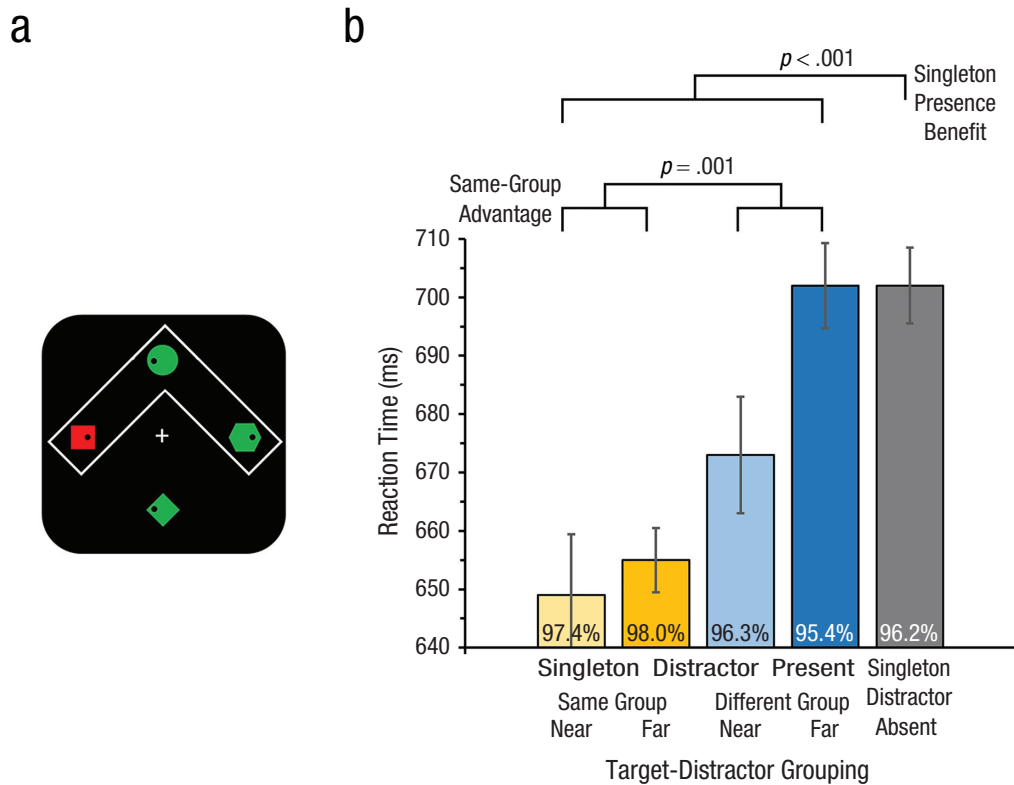 a
b
p < .001
Singleton
Presence
Benefit
p = .001
Same-Group
Advantage
710
700
690
680
670
660
650
640
Reaction Time (ms)
97.4%
98.0%
96.3%
95.4%
96.2%
Singleton Distractor Present
Same Group
Near
Far
Different Group
Near
Far
Singleton
Distractor
Absent
Target-Distractor Grouping